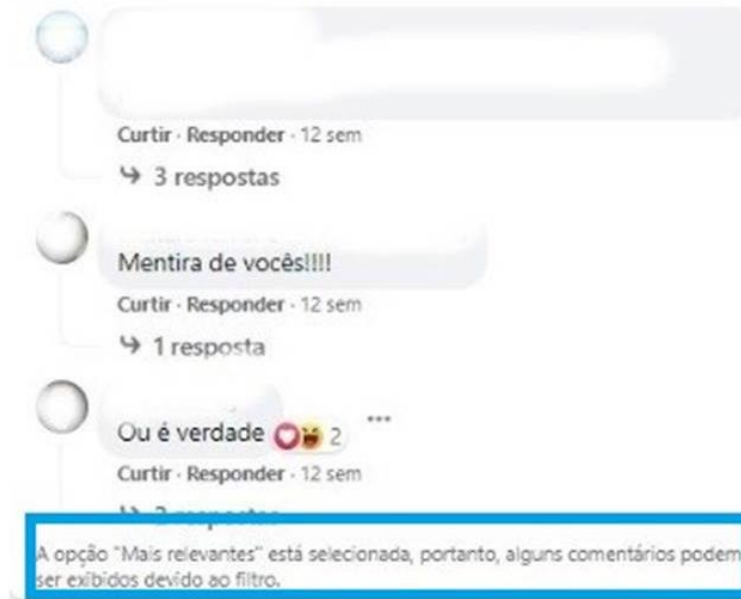 Curtir · Responder · 12 sem
3 respostas
Mentira de vocês!!!!
Curtir · Responder · 12 sem
1 resposta
Ou é verdade 2
Curtir · Responder · 12 sem
A opção "Mais relevantes" está selecionada, portanto, alguns comentários podem
ser exibidos devido ao filtro.